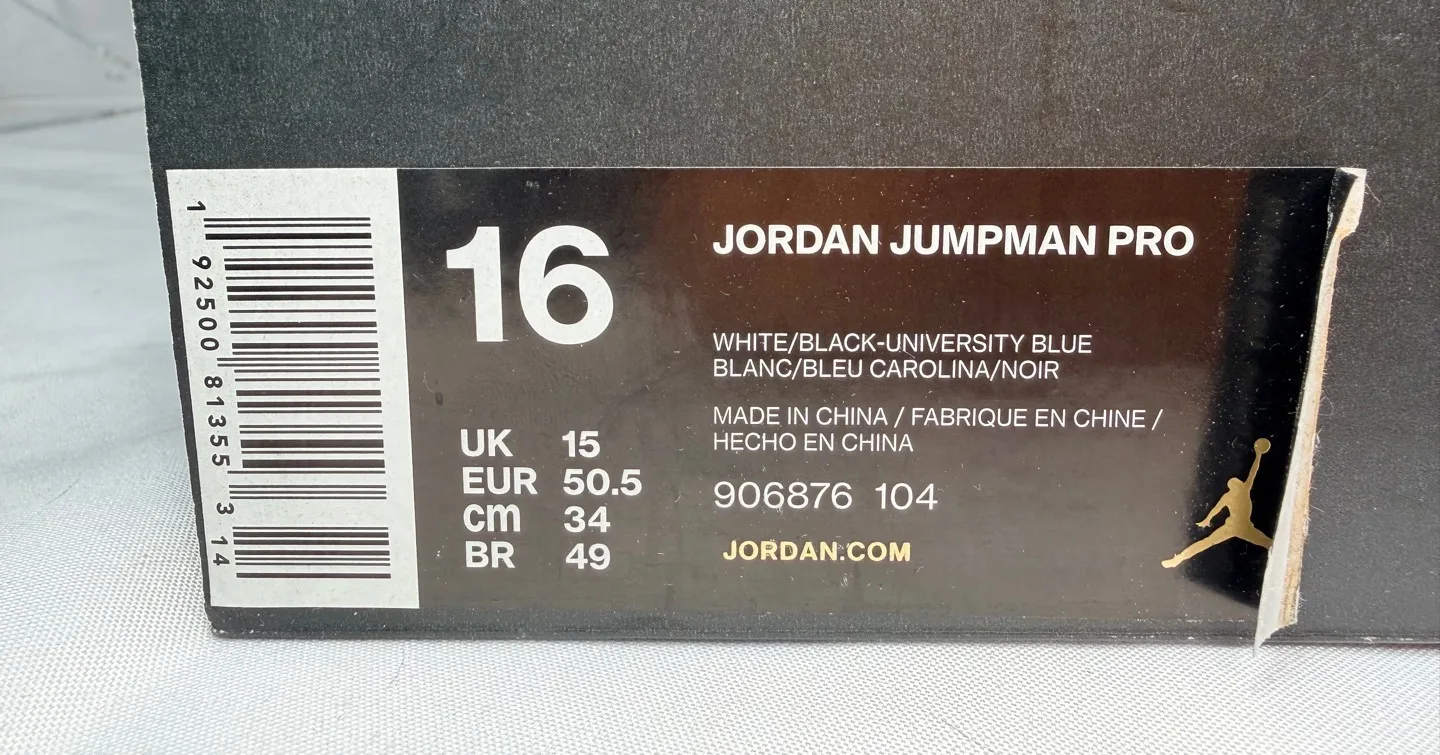 1 92500 81355 3 14
16
UK 15
EUR 50.5
cm 34
BR 49
JORDAN JUMPMAN PRO
WHITE/BLACK-UNIVERSITY BLUE
BLANC/BLEU CAROLINA/NOIR
MADE IN CHINA / FABRIQUE EN CHINE /
HECHO EN CHINA
906876 104
JORDAN.COM